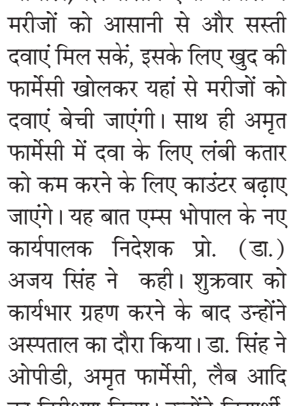 मरीजों को आसानी से और सस्ती
दवाएं मिल सकें, इसके लिए खुद की
फार्मेसी खोलकर यहां से मरीजों को
दवाएं बेची जाएंगी। साथ ही अमृत
फार्मेसी में दवा के लिए लंबी कतार
को कम करने के लिए काउंटर बढ़ाए
जाएंगे। यह बात एम्स भोपाल के नए
कार्यपालक निदेशक प्रो. (डा.)
अजय सिंह ने कही। शुक्रवार को
कार्यभार ग्रहण करने के बाद उन्होंने
अस्पताल का दौरा किया। डा. सिंह ने
ओपीडी, अमृत फार्मेसी, लैब आदि